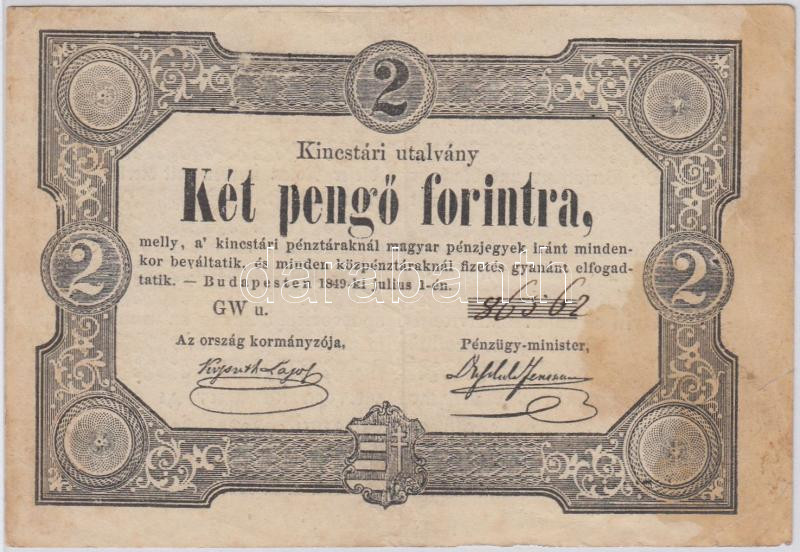 2
Kincstári utalvány
Két pengő forintra,
melly, a' kincstári pénztáraknál magyar pénzjegyek iránt minden-
kor beváltatik, és minden közpénztáraknál fizetés gyanánt elfogad-
tatik. — Budapesten 1849-ki julius 1-én.
2
2
darabanth
GW u.
86562
Az ország kormányzója,
Pénzügy-minister,
Kossuth Lajos